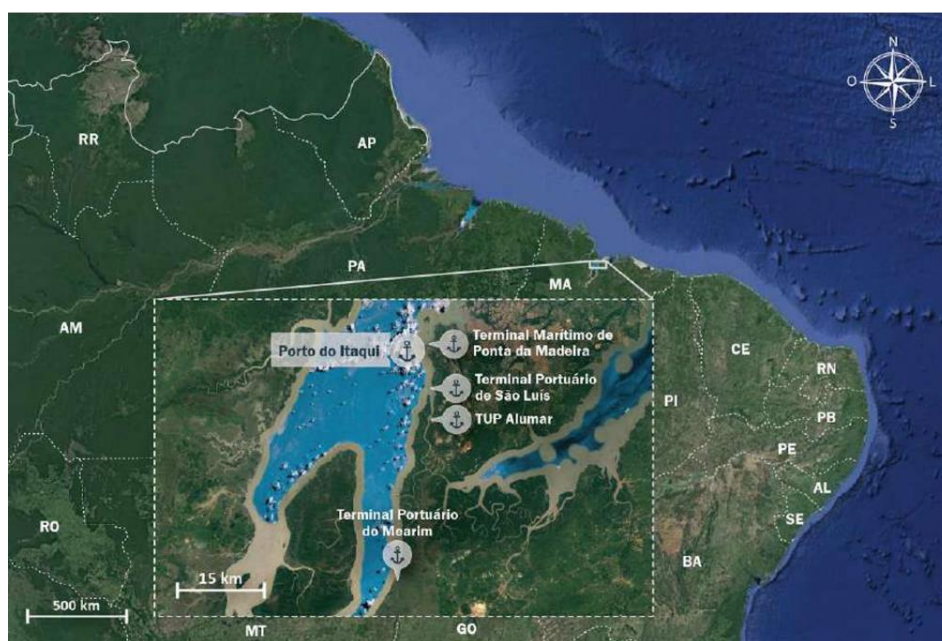 N
O
L
S
RR
AP
PA
MA
AM
CE
RN
PI
PB
PE
AL
SE
RO
BA
MT
GO
Porto do Itaqui
Terminal Marítimo de
Ponta da Madeira
Terminal Portuário
de São Luís
TUP Alumar
Terminal Portuário
do Mearim
15 km
500 km